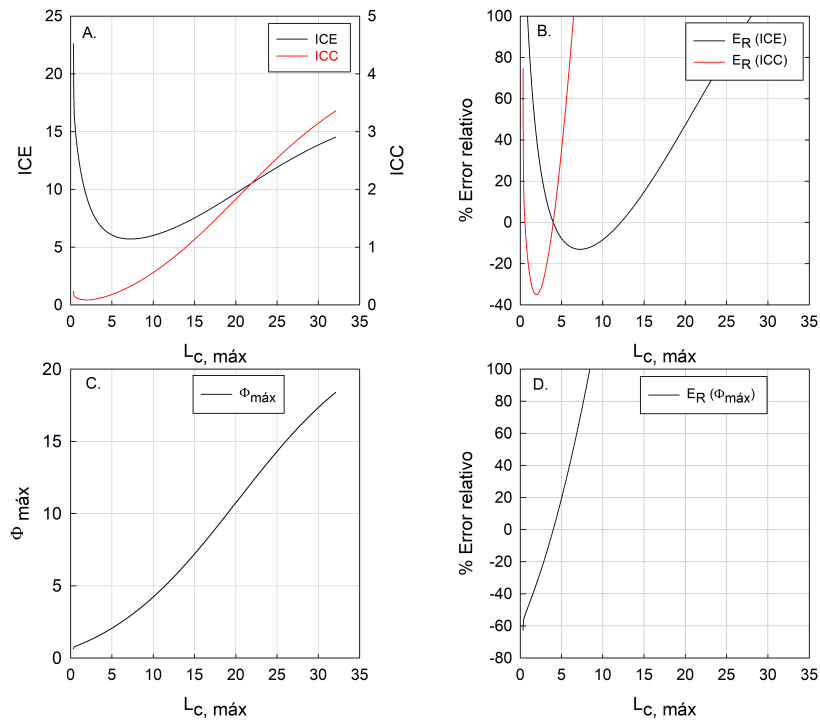 A.
ICE
ICC
25
20
15
10
5
0
5
4
3
2
1
0
ICE
ICC
0 5 10 15 20 25 30 35
Lc, máx
B.
ER (ICE)
ER (ICC)
100
80
60
40
20
0
-20
-40
% Error relativo
0 5 10 15 20 25 30 35
Lc, máx
C.
Φmáx
20
15
10
5
0
Φ máx
0 5 10 15 20 25 30 35
Lc, máx
D.
ER (Φmáx)
100
80
60
40
20
0
-20
-40
-60
-80
% Error relativo
0 5 10 15 20 25 30 35
Lc, máx